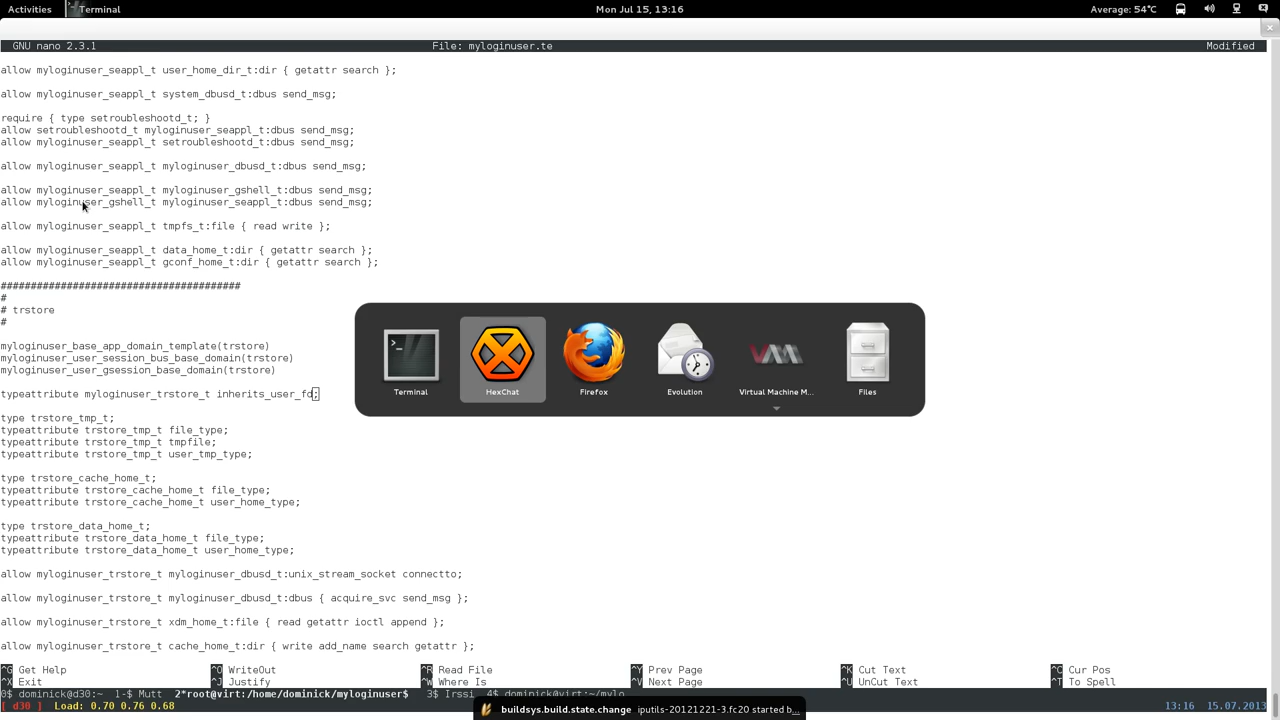 Activities Terminal Mon Jul 15, 13:16 Average: 54°C
GNU nano 2.3.1 File: myloginuser.te Modified
allow myloginuser_seappl_t user_home_dir_t:dir { getattr search };
allow myloginuser_seappl_t system_dbusd_t:dbus send_msg;
require { type setroubleshootd_t; }
allow setroubleshootd_t myloginuser_seappl_t:dbus send_msg;
allow myloginuser_seappl_t setroubleshootd_t:dbus send_msg;
allow myloginuser_seappl_t myloginuser_dbusd_t:dbus send_msg;
allow myloginuser_seappl_t myloginuser_gshell_t:dbus send_msg;
allow myloginuser_gshell_t myloginuser_seappl_t:dbus send_msg;
allow myloginuser_seappl_t tmpfs_t:file { read write };
allow myloginuser_seappl_t data_home_t:dir { getattr search };
allow myloginuser_seappl_t gconf_home_t:dir { getattr search };
########################################
#
# trstore
#
myloginuser_base_app_domain_template(trstore)
myloginuser_user_session_bus_base_domain(trstore)
myloginuser_user_gsession_base_domain(trstore)
typeattribute myloginuser_trstore_t inherits_user_fd;
type trstore_tmp_t;
typeattribute trstore_tmp_t file_type;
typeattribute trstore_tmp_t tmpfile;
typeattribute trstore_tmp_t user_tmp_type;
type trstore_cache_home_t;
typeattribute trstore_cache_home_t file_type;
typeattribute trstore_cache_home_t user_home_type;
type trstore_data_home_t;
typeattribute trstore_data_home_t file_type;
typeattribute trstore_data_home_t user_home_type;
allow myloginuser_trstore_t myloginuser_dbusd_t:unix_stream_socket connectto;
allow myloginuser_trstore_t myloginuser_dbusd_t:dbus { acquire_svc send_msg };
allow myloginuser_trstore_t xdm_home_t:file { read getattr ioctl append };
allow myloginuser_trstore_t cache_home_t:dir { write add_name search getattr };
Terminal HexChat Firefox Evolution Virtual Machine M... Files
^G Get Help ^O WriteOut ^R Read File ^Y Prev Page ^K Cut Text ^C Cur Pos
^X Exit ^J Justify ^W Where Is ^V Next Page ^U UnCut Text ^T To Spell
0$ dominick@d30:~ 1-$ Mutt 2*root@virt:/home/dominick/myloginuser$ 3$ Irssi 4$ dominick@virt:~/mylo
[ d30 ] Load: 0.70 0.76 0.68 13:16 15.07.2013
buildsys.build.state.change iputils-20121221-3.fc20 started b...